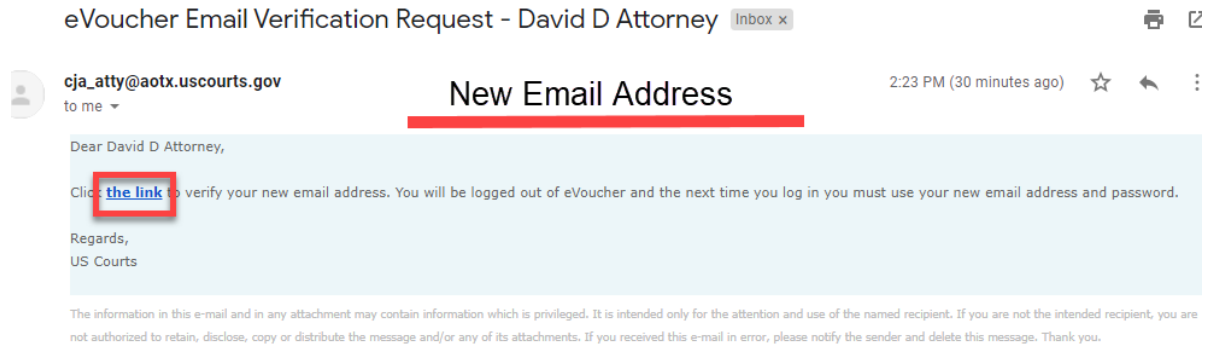 eVoucher Email Verification Request - David D Attorney Inbox x
cja_atty@aotx.uscourts.gov
2:23 PM (30 minutes ago)
to me
New Email Address
Dear David D Attorney,
Click the link to verify your new email address. You will be logged out of eVoucher and the next time you log in you must use your new email address and password.
Regards,
US Courts
The information in this e-mail and in any attachment may contain information which is privileged. It is intended only for the attention and use of the named recipient. If you are not the intended recipient, you are
not authorized to retain, disclose, copy or distribute the message and/or any of its attachments. If you received this e-mail in error, please notify the sender and delete this message. Thank you.